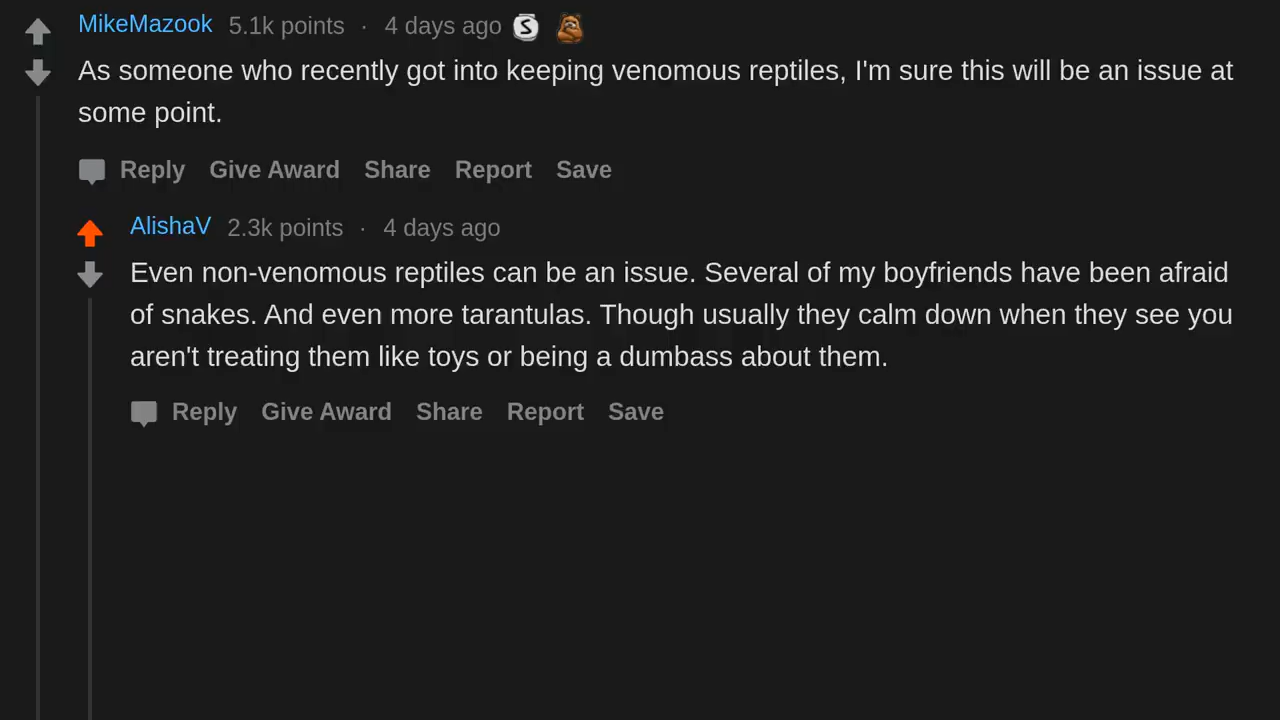 MikeMazook 5.1k points · 4 days ago
As someone who recently got into keeping venomous reptiles, I'm sure this will be an issue at
some point.
Reply Give Award Share Report Save
AlishaV 2.3k points · 4 days ago
Even non-venomous reptiles can be an issue. Several of my boyfriends have been afraid
of snakes. And even more tarantulas. Though usually they calm down when they see you
aren't treating them like toys or being a dumbass about them.
Reply Give Award Share Report Save